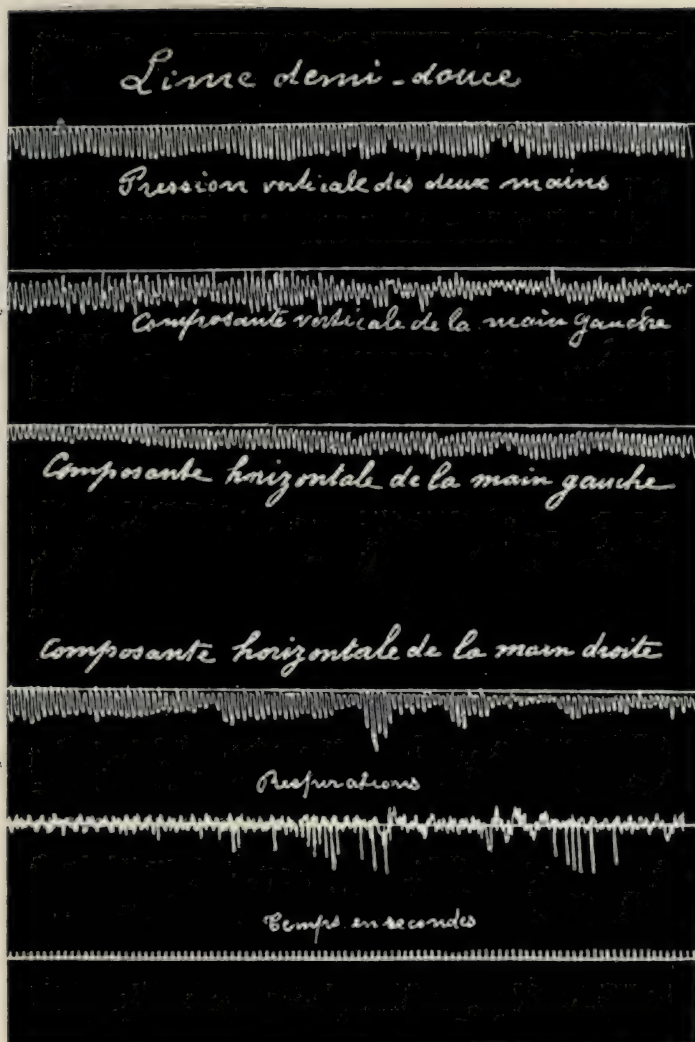 Lime demi-douce
Pression verticale des deux mains
Composante verticale de la main gauche
Composante horizontale de la main gauche
Composante horizontale de la main droite
Respirations
Temps en secondes